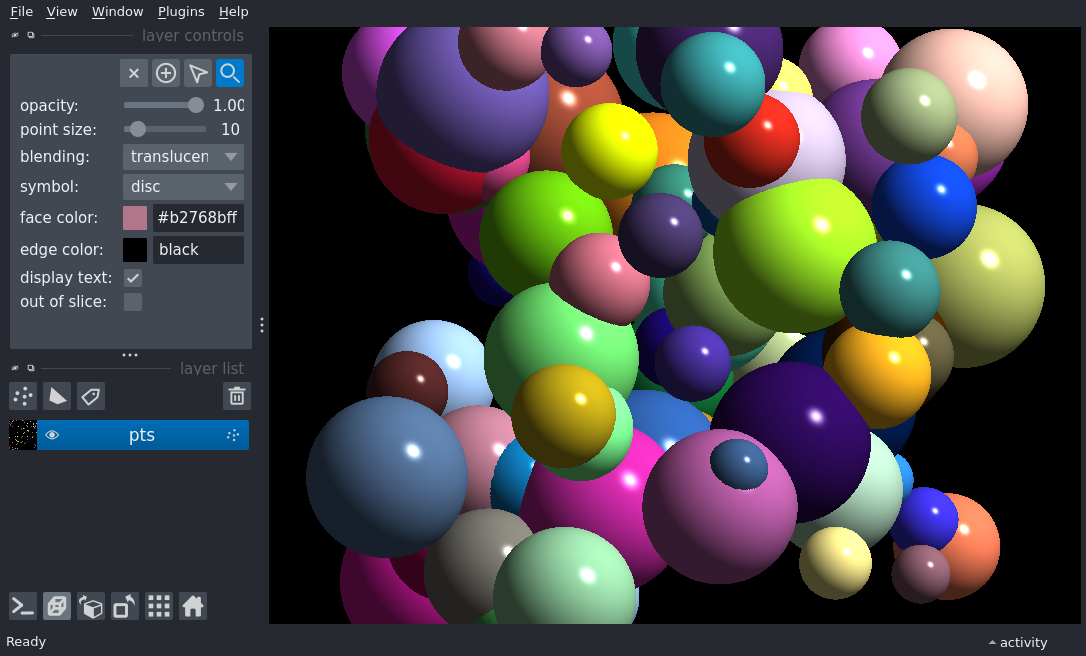 File View Window Plugins Help
layer controls
opacity: 1.00
point size: 10
blending: translucen
symbol: disc
face color: #b2768bff
edge color: black
display text:
out of slice:
layer list
pts
Ready
activity